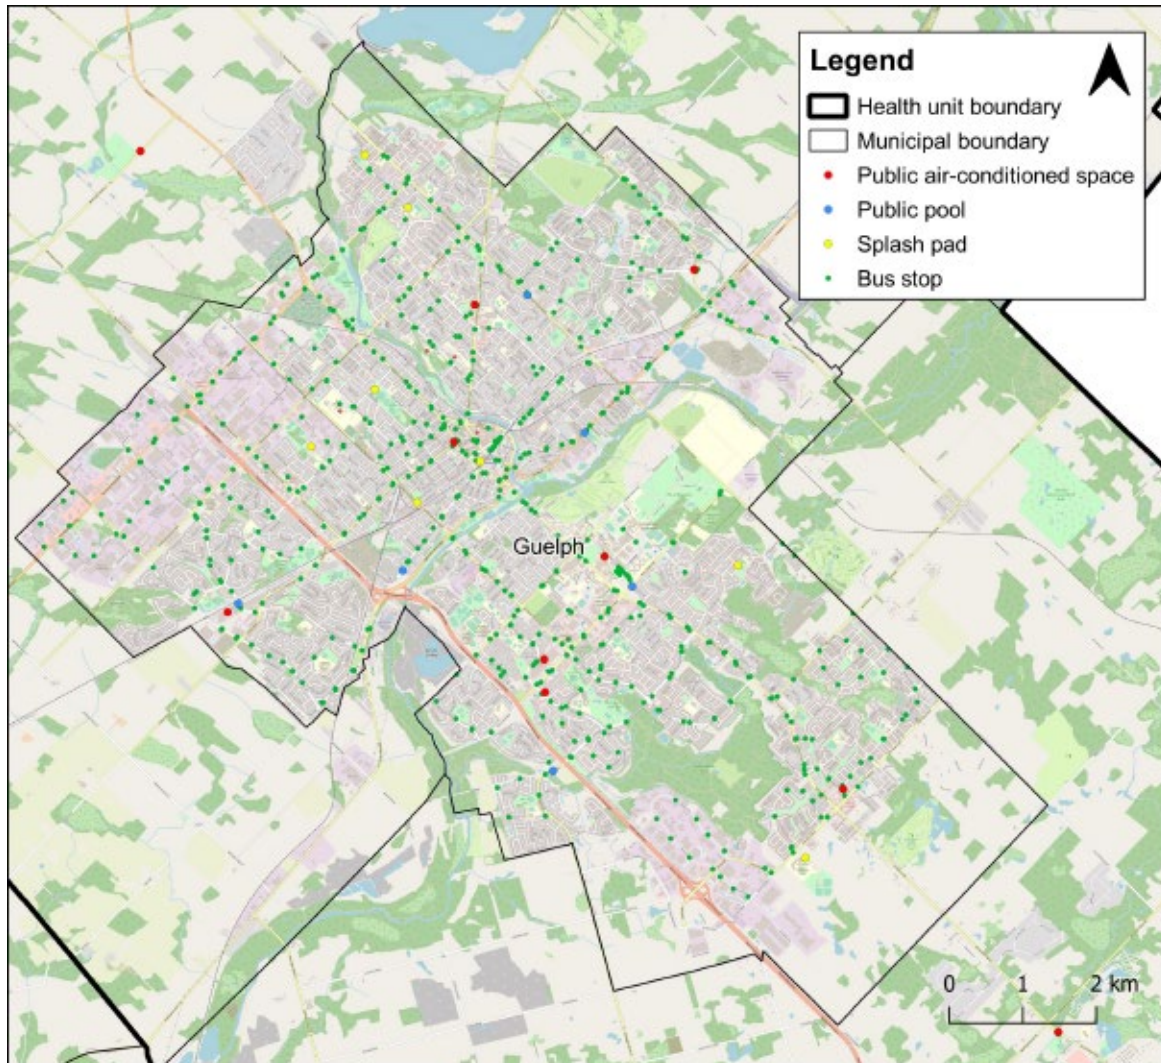 Legend
Health unit boundary
Municipal boundary
Public air-conditioned space
Public pool
Splash pad
Bus stop
Guelph
0 1 2 km